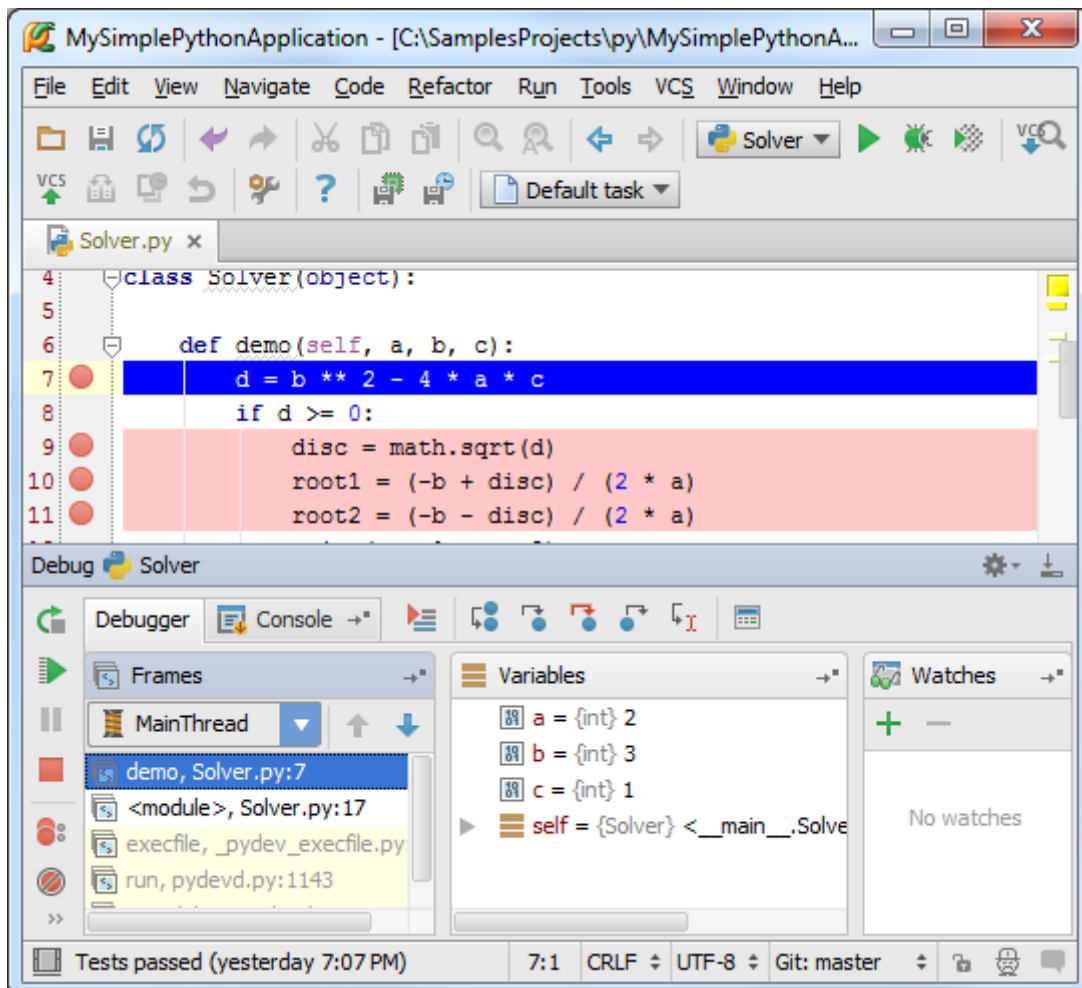 MySimplePythonApplication - [C:\SamplesProjects\py\MySimplePythonA...
File Edit View Navigate Code Refactor Run Tools VCS Window Help
Solver
VCS
VCS
? Default task
Solver.py
4 class Solver(object):
5
6 def demo(self, a, b, c):
7 d = b ** 2 - 4 * a * c
8 if d >= 0:
9 disc = math.sqrt(d)
10 root1 = (-b + disc) / (2 * a)
11 root2 = (-b - disc) / (2 * a)
Debug Solver
Debugger Console
Frames Variables Watches
MainThread
demo, Solver.py:7
<module>, Solver.py:17
execfile, _pydev_execfile.py
run, pydevd.py:1143
a = {int} 2
b = {int} 3
c = {int} 1
self = {Solver} <__main__.Solve
No watches
Tests passed (yesterday 7:07 PM) 7:1 CRLF UTF-8 Git: master